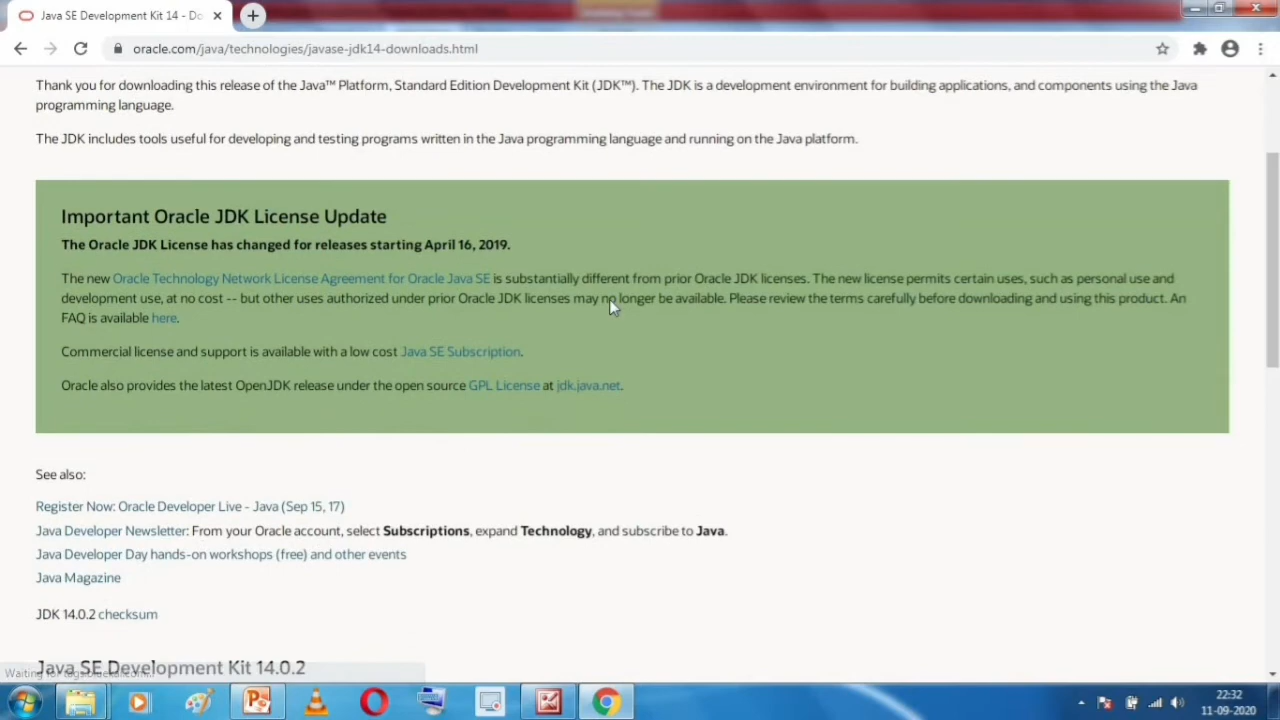 Java SE Development Kit 14 - Do
oracle.com/java/technologies/javase-jdk14-downloads.html
Thank you for downloading this release of the Java™ Platform, Standard Edition Development Kit (JDK™). The JDK is a development environment for building applications, and components using the Java
programming language.
The JDK includes tools useful for developing and testing programs written in the Java programming language and running on the Java platform.
Important Oracle JDK License Update
The Oracle JDK License has changed for releases starting April 16, 2019.
The new Oracle Technology Network License Agreement for Oracle Java SE is substantially different from prior Oracle JDK licenses. The new license permits certain uses, such as personal use and
development use, at no cost -- but other uses authorized under prior Oracle JDK licenses may no longer be available. Please review the terms carefully before downloading and using this product. An
FAQ is available here.
Commercial license and support is available with a low cost Java SE Subscription.
Oracle also provides the latest OpenJDK release under the open source GPL License at jdk.java.net.
See also:
Register Now: Oracle Developer Live - Java (Sep 15, 17)
Java Developer Newsletter: From your Oracle account, select Subscriptions, expand Technology, and subscribe to Java.
Java Developer Day hands-on workshops (free) and other events
Java Magazine
JDK 14.0.2 checksum
Java SE Development Kit 14.0.2
Waiting for
22:32
11-09-2020